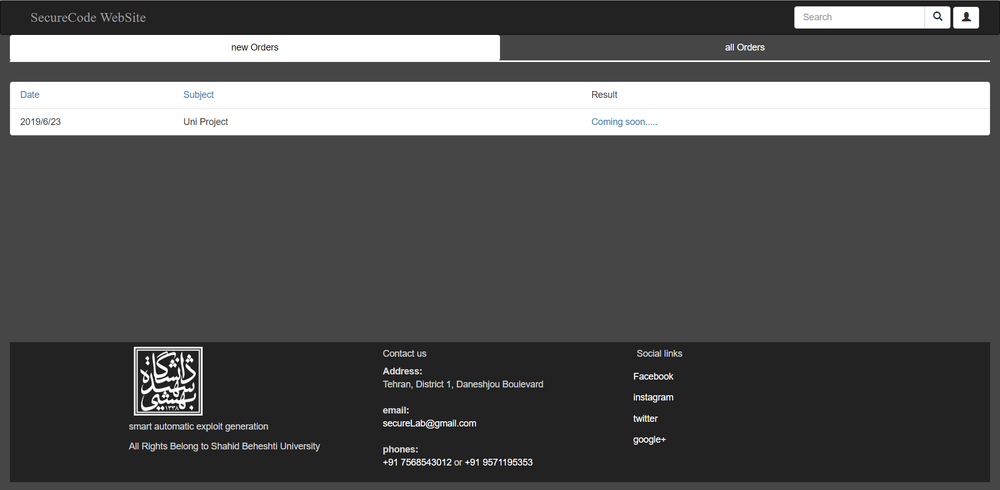 SecureCode WebSite
Search
new Orders
all Orders
Date Subject Result
2019/6/23 Uni Project Coming soon.....
دانشگاه
شهید
بهشتی
۱۳۳۸
smart automatic exploit generation
All Rights Belong to Shahid Beheshti University
Contact us
Address:
Tehran, District 1, Daneshjou Boulevard
email:
secureLab@gmail.com
phones:
+91 7568543012 or +91 9571195353
Social links
Facebook
instagram
twitter
google+